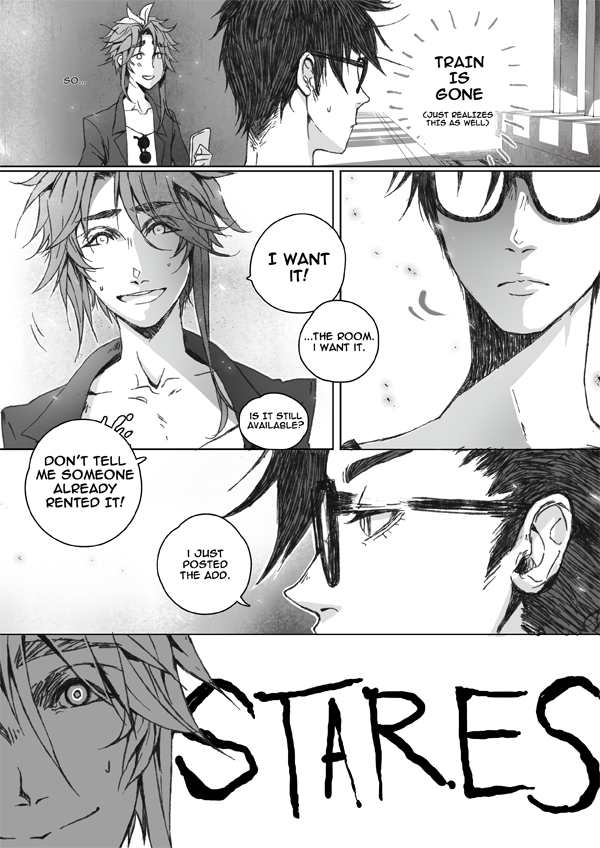 SO...
TRAIN
IS
GONE
(JUST REALIZES
THIS AS WELL)
I WANT
IT!
...THE ROOM.
I WANT IT.
IS IT STILL
AVAILABLE?
DON'T TELL
ME SOMEONE
ALREADY
RENTED IT!
I JUST
POSTED
THE ADD.
STARES